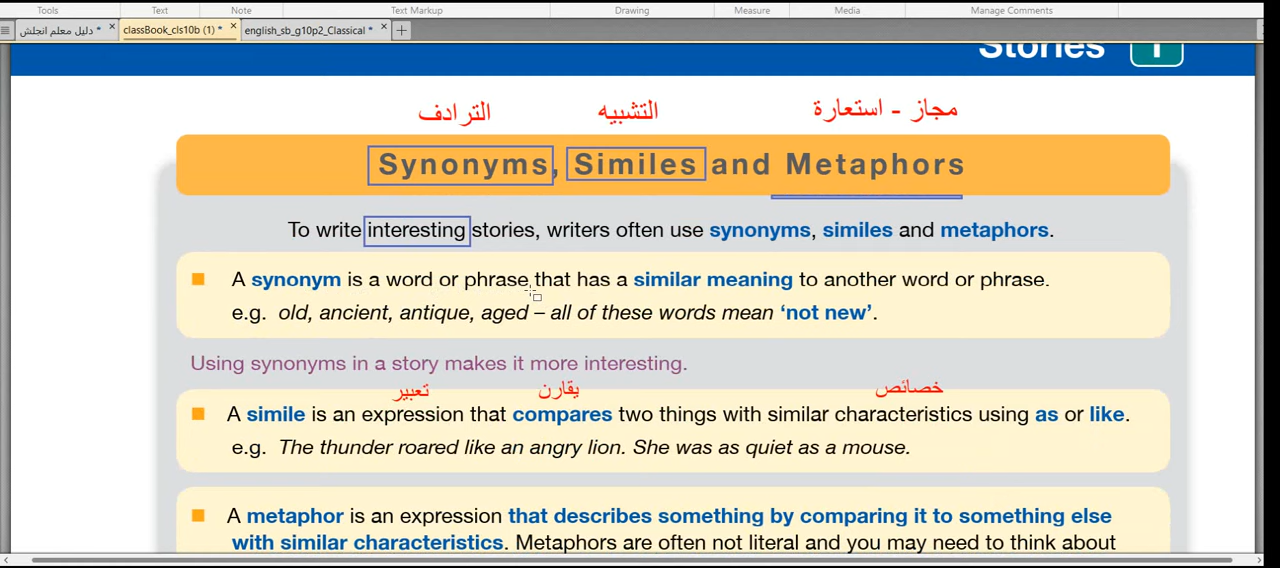 Tools Text Note Text Markup Drawing Measure Media Manage Comments
دليل معلم انجلش * classBook_cls10b (1) * english_sb_g10p2_Classical *
Stories 1
الترادف التشبيه مجاز - استعارة
Synonyms, Similes and Metaphors
To write interesting stories, writers often use synonyms, similes and metaphors.
A synonym is a word or phrase that has a similar meaning to another word or phrase.
e.g. old, ancient, antique, aged – all of these words mean ‘not new’.
Using synonyms in a story makes it more interesting.
تعبير يقارن خصائص
A simile is an expression that compares two things with similar characteristics using as or like.
e.g. The thunder roared like an angry lion. She was as quiet as a mouse.
A metaphor is an expression that describes something by comparing it to something else
with similar characteristics. Metaphors are often not literal and you may need to think about